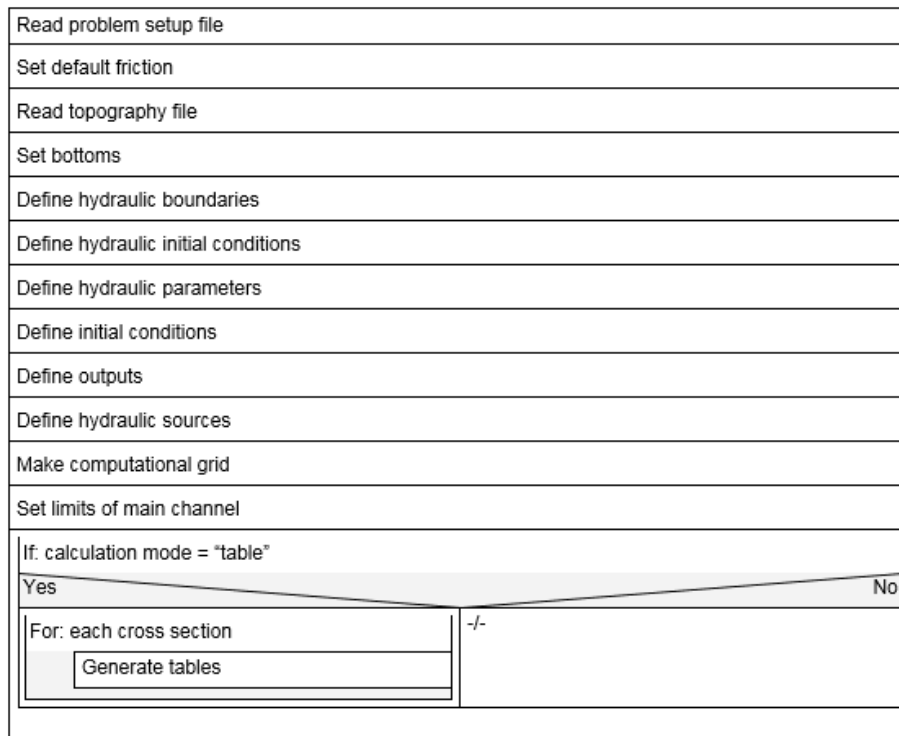 Read problem setup file
Set default friction
Read topography file
Set bottoms
Define hydraulic boundaries
Define hydraulic initial conditions
Define hydraulic parameters
Define initial conditions
Define outputs
Define hydraulic sources
Make computational grid
Set limits of main channel
If: calculation mode = “table”
Yes No
For: each cross section -/-
Generate tables